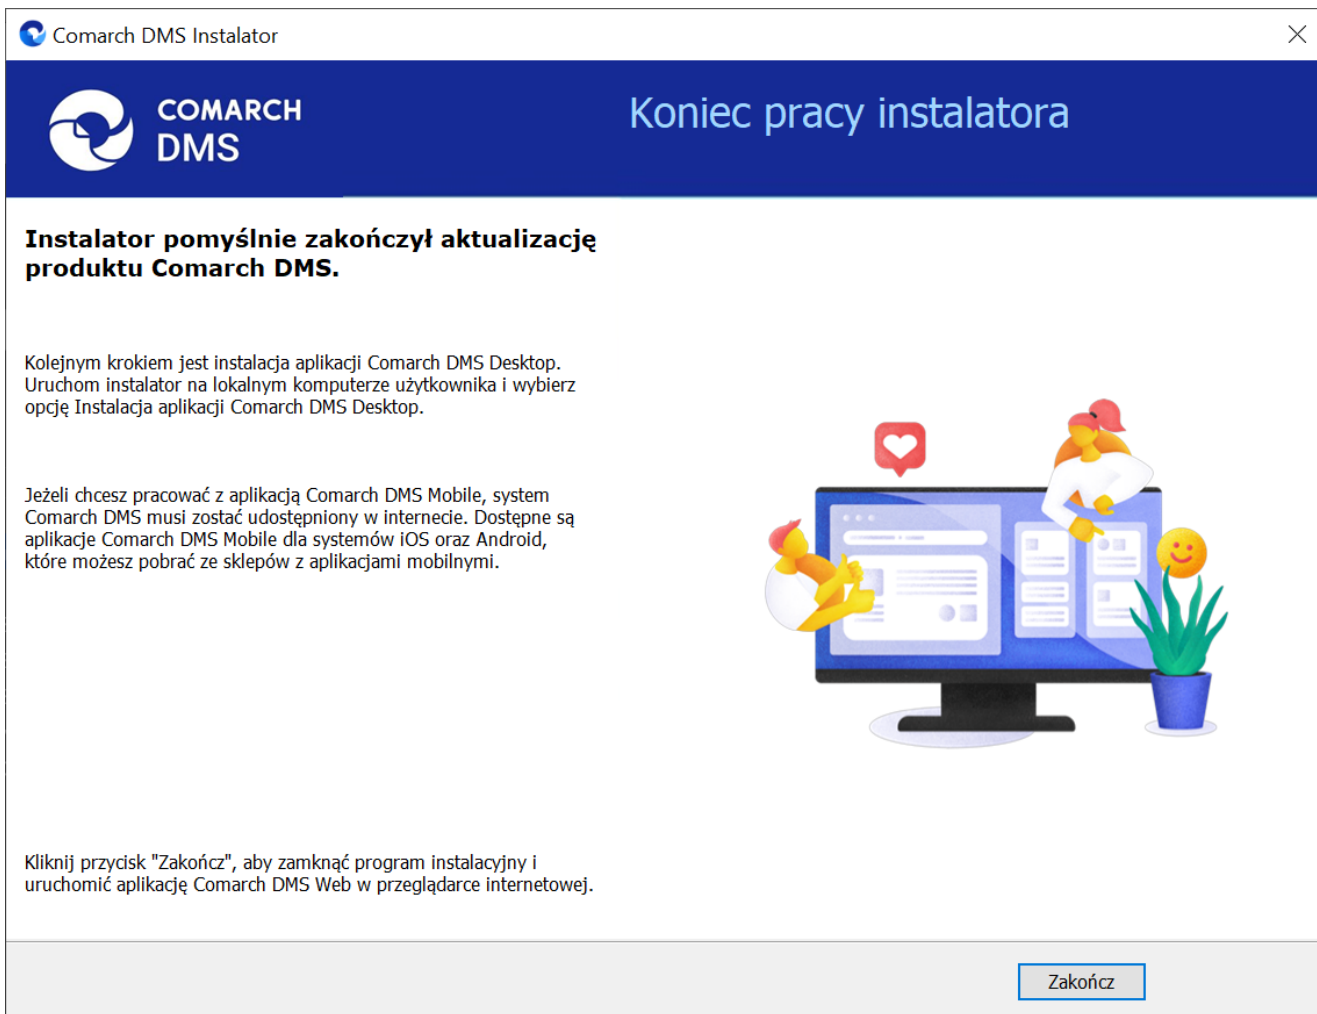 Comarch DMS Instalator
COMARCH
DMS
Koniec pracy instalatora
Instalator pomyślnie zakończył aktualizację
produktu Comarch DMS.
Kolejnym krokiem jest instalacja aplikacji Comarch DMS Desktop.
Uruchom instalator na lokalnym komputerze użytkownika i wybierz
opcję Instalacja aplikacji Comarch DMS Desktop.
Jeżeli chcesz pracować z aplikacją Comarch DMS Mobile, system
Comarch DMS musi zostać udostępniony w internecie. Dostępne są
aplikacje Comarch DMS Mobile dla systemów iOS oraz Android,
które możesz pobrać ze sklepów z aplikacjami mobilnymi.
Kliknij przycisk "Zakończ", aby zamknąć program instalacyjny i
uruchomić aplikację Comarch DMS Web w przeglądarce internetowej.
Zakończ